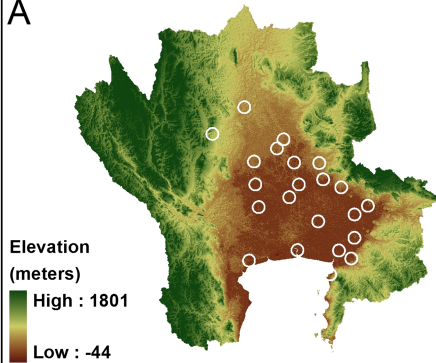 A
Elevation
(meters)
High : 1801
Low : -44